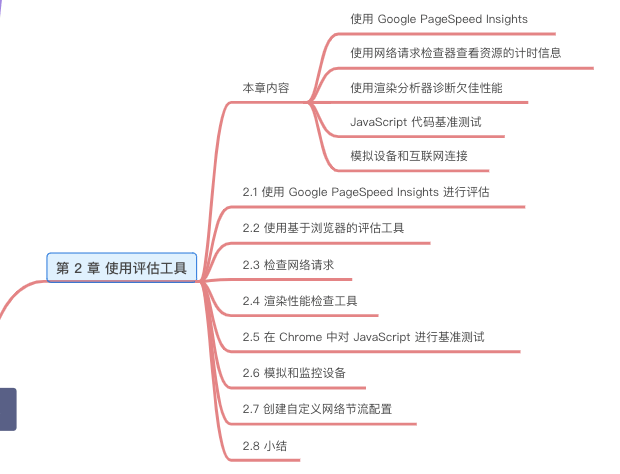 使用 Google PageSpeed Insights
使用网络请求检查器查看资源的计时信息
本章内容
使用渲染分析器诊断欠佳性能
JavaScript 代码基准测试
模拟设备和互联网连接
2.1 使用 Google PageSpeed Insights 进行评估
2.2 使用基于浏览器的评估工具
第 2 章 使用评估工具
2.3 检查网络请求
2.4 渲染性能检查工具
2.5 在 Chrome 中对 JavaScript 进行基准测试
2.6 模拟和监控设备
2.7 创建自定义网络节流配置
2.8 小结